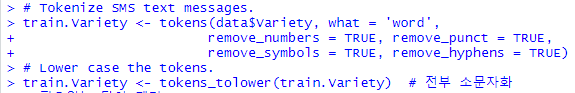 > # Tokenize SMS text messages.
> train.Variety <- tokens(data$Variety, what = 'word',
+                         remove_numbers = TRUE, remove_punct = TRUE,
+                         remove_symbols = TRUE, remove_hyphens = TRUE)
> # Lower case the tokens.
> train.Variety <- tokens_tolower(train.Variety)  # 전부 소문자화